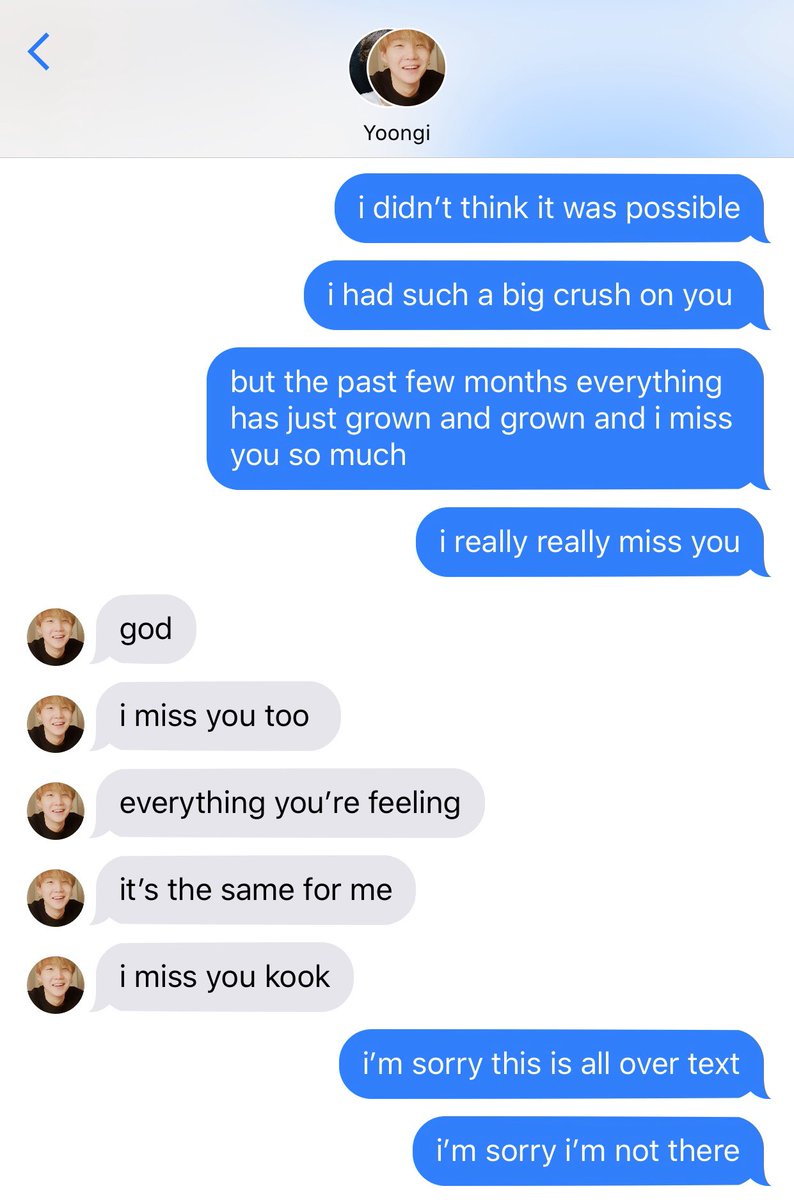 Yoongi
i didn’t think it was possible
i had such a big crush on you
but the past few months everything
has just grown and grown and i miss
you so much
i really really miss you
god
i miss you too
everything you’re feeling
it’s the same for me
i miss you kook
i’m sorry this is all over text
i’m sorry i’m not there